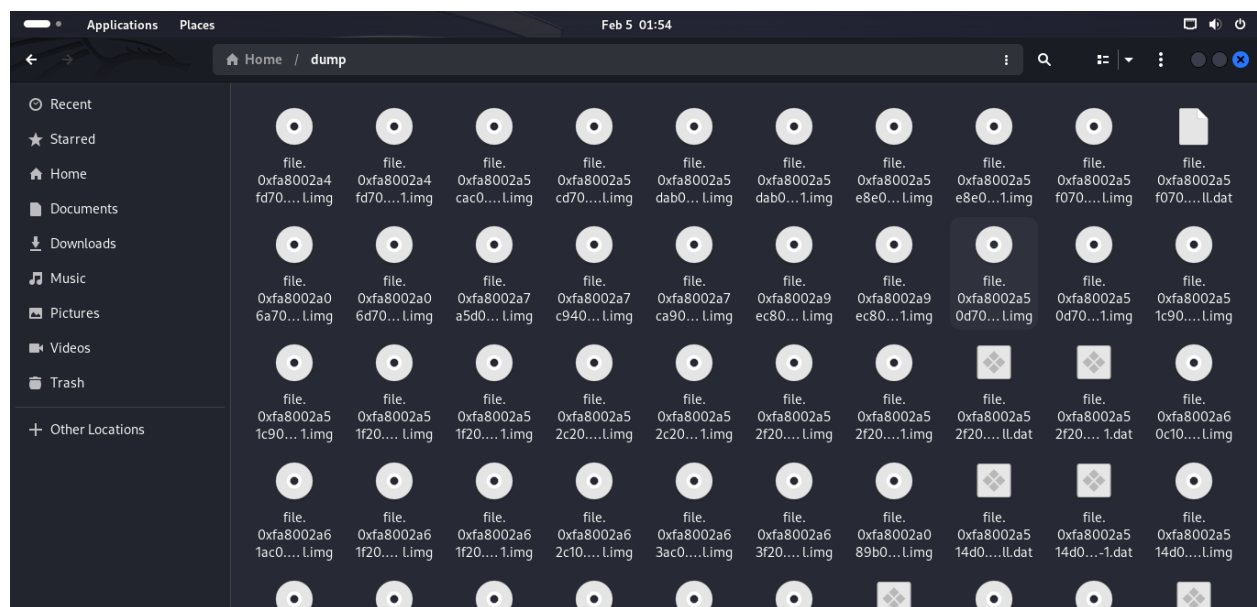 Applications Places Feb 5 01:54
Home / dump
Recent
Starred
Home
Documents
Downloads
Music
Pictures
Videos
Trash
Other Locations
file. file. file. file. file. file. file. file. file. file.
0xfa8002a4 0xfa8002a4 0xfa8002a5 0xfa8002a5 0xfa8002a5 0xfa8002a5 0xfa8002a5 0xfa8002a5 0xfa8002a5 0xfa8002a5
fd70....l.img fd70....1.img cac0....l.img cd70....l.img dab0... l.img dab0...1.img e8e0... l.img e8e0...1.img f070....l.img f070....ll.dat
file. file. file. file. file. file. file. file. file. file.
0xfa8002a0 0xfa8002a0 0xfa8002a7 0xfa8002a7 0xfa8002a7 0xfa8002a9 0xfa8002a9 0xfa8002a5 0xfa8002a5 0xfa8002a5
6a70... l.img 6d70... l.img a5d0... l.img c940... l.img ca90... l.img ec80... l.img ec80...1.img 0d70... l.img 0d70...1.img 1c90....l.img
file. file. file. file. file. file. file. file. file. file.
0xfa8002a5 0xfa8002a5 0xfa8002a5 0xfa8002a5 0xfa8002a5 0xfa8002a5 0xfa8002a5 0xfa8002a5 0xfa8002a5 0xfa8002a6
1c90... 1.img 1f20.... l.img 1f20.... 1.img 2c20....l.img 2c20...1.img 2f20....l.img 2f20....1.img 2f20....ll.dat 2f20.... 1.dat 0c10....l.img
file. file. file. file. file. file. file. file. file. file.
0xfa8002a6 0xfa8002a6 0xfa8002a6 0xfa8002a6 0xfa8002a6 0xfa8002a6 0xfa8002a0 0xfa8002a5 0xfa8002a5 0xfa8002a5
1ac0.... l.img 1f20.... l.img 1f20.... 1.img 2c10.... l.img 3ac0....l.img 3f20.... l.img 89b0...l.img 14d0....ll.dat 14d0...-1.dat 14d0....l.img